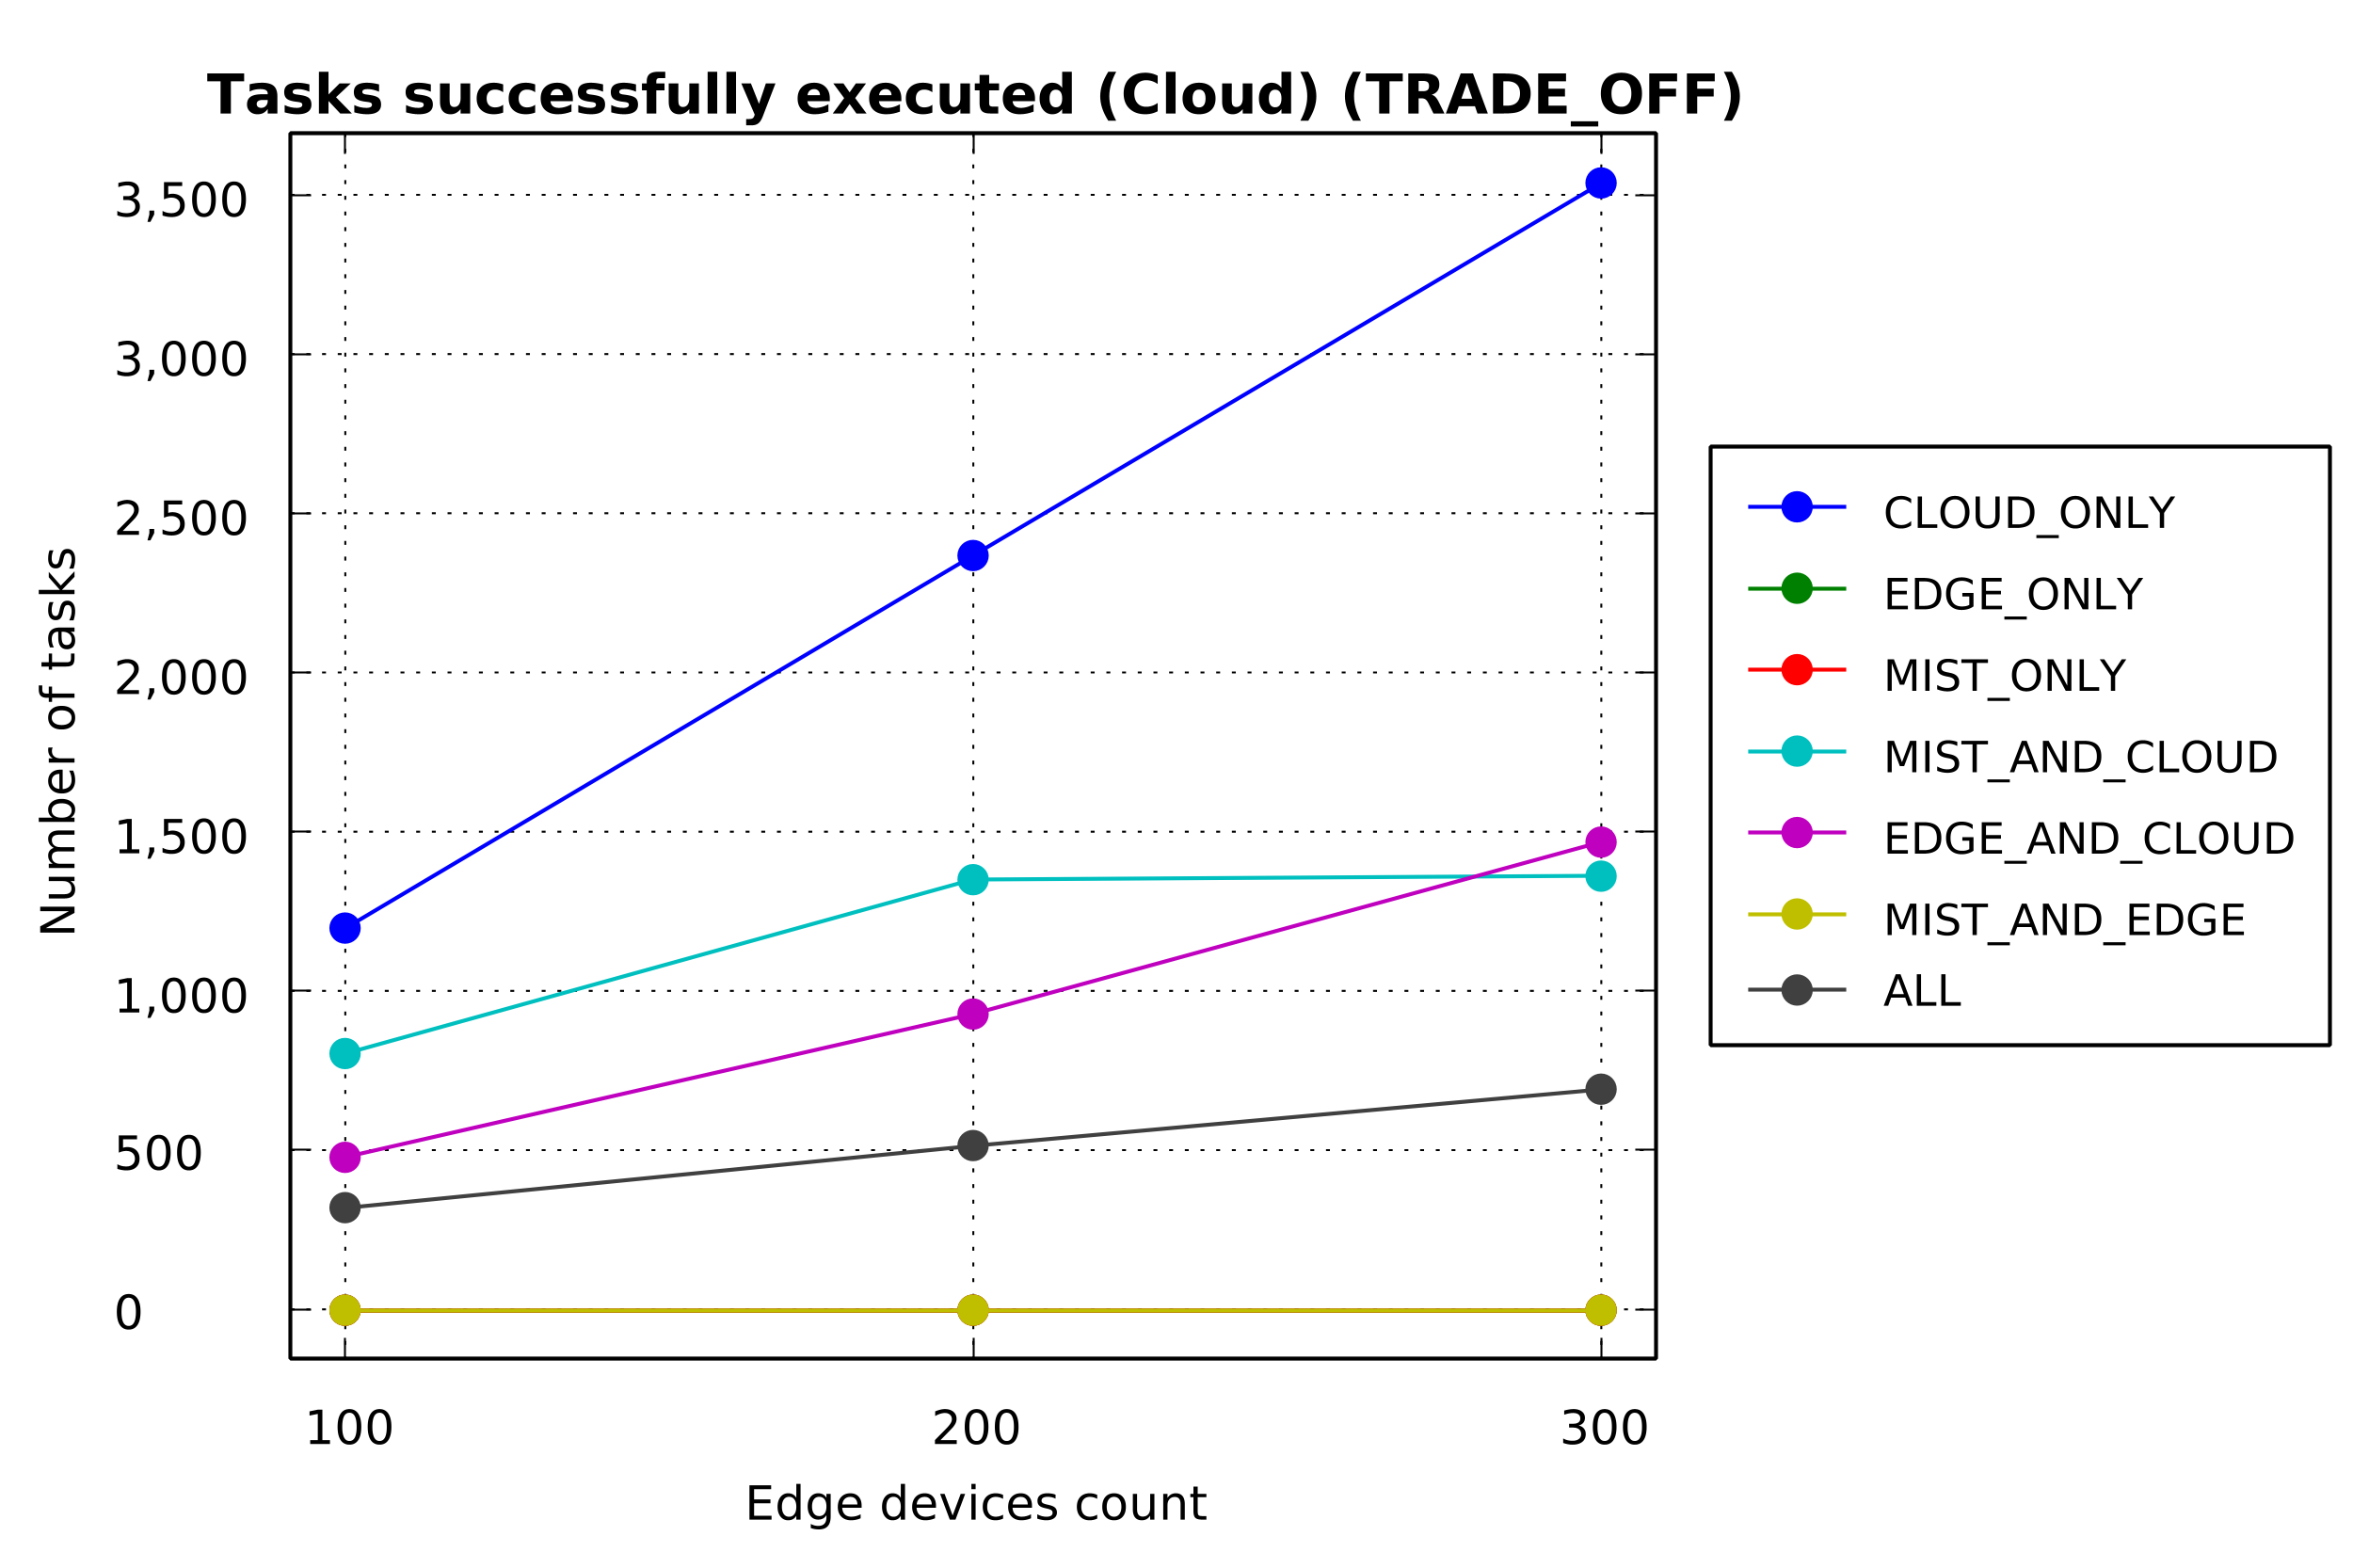 Tasks successfully executed (Cloud) (TRADE_OFF)
Number of tasks
3,500
3,000
2,500
2,000
1,500
1,000
500
0
100 200 300
Edge devices count
CLOUD_ONLY
EDGE_ONLY
MIST_ONLY
MIST_AND_CLOUD
EDGE_AND_CLOUD
MIST_AND_EDGE
ALL